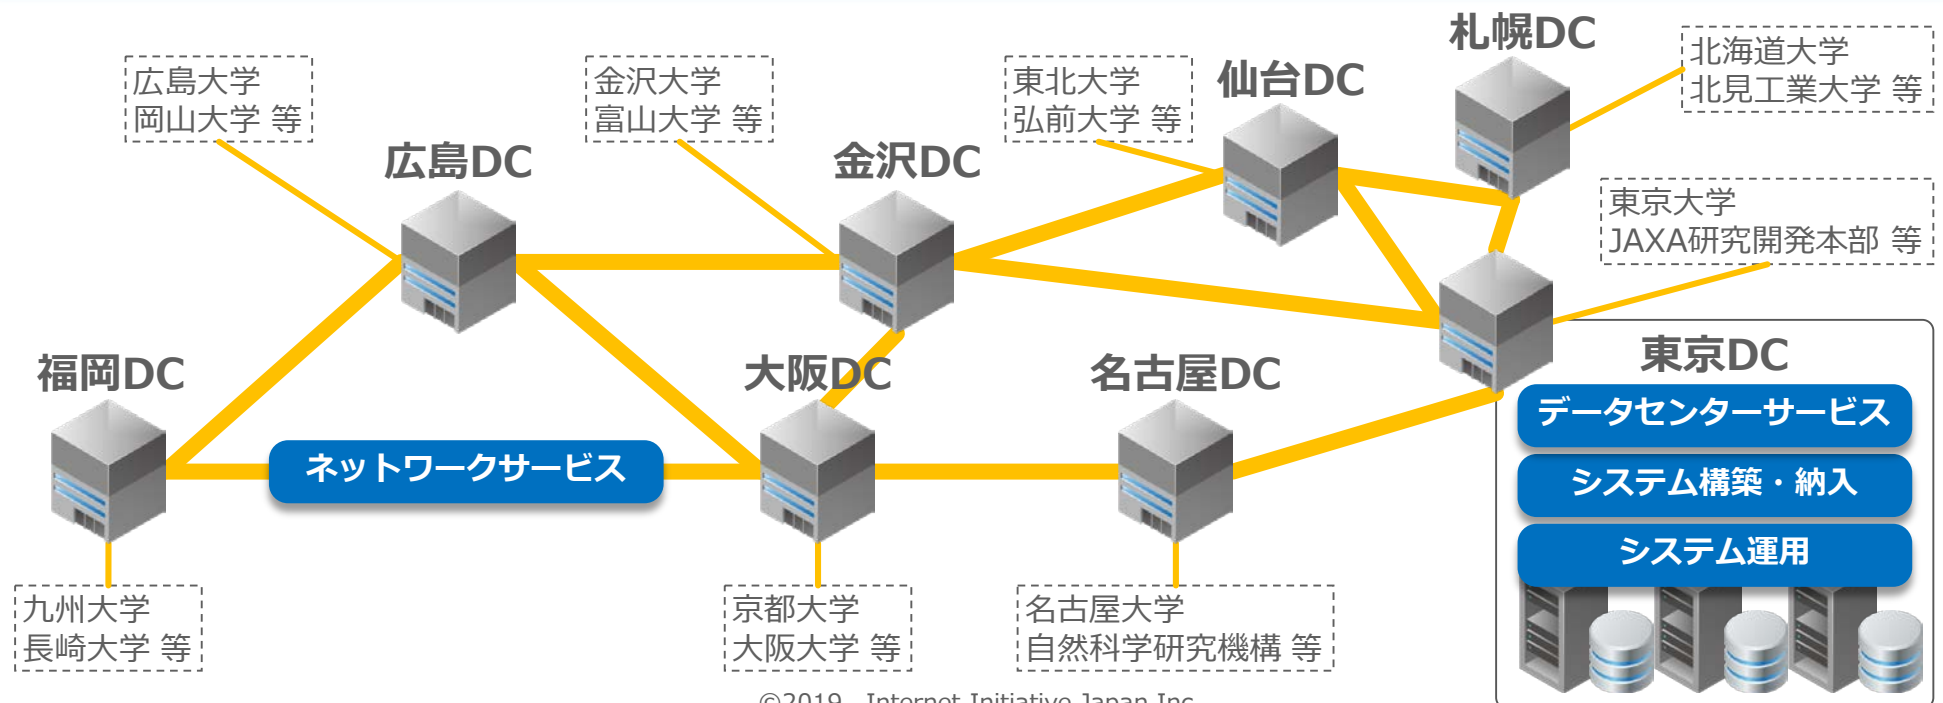 札幌DC
北海道大学
北見工業大学 等
広島大学
岡山大学 等
金沢大学
富山大学 等
東北大学
弘前大学 等
仙台DC
広島DC
金沢DC
東京大学
JAXA研究開発本部 等
福岡DC
大阪DC
名古屋DC
東京DC
データセンターサービス
ネットワークサービス
システム構築・納入
システム運用
九州大学
長崎大学 等
京都大学
大阪大学 等
名古屋大学
自然科学研究機構 等
©2019 Internet Initiative Japan Inc